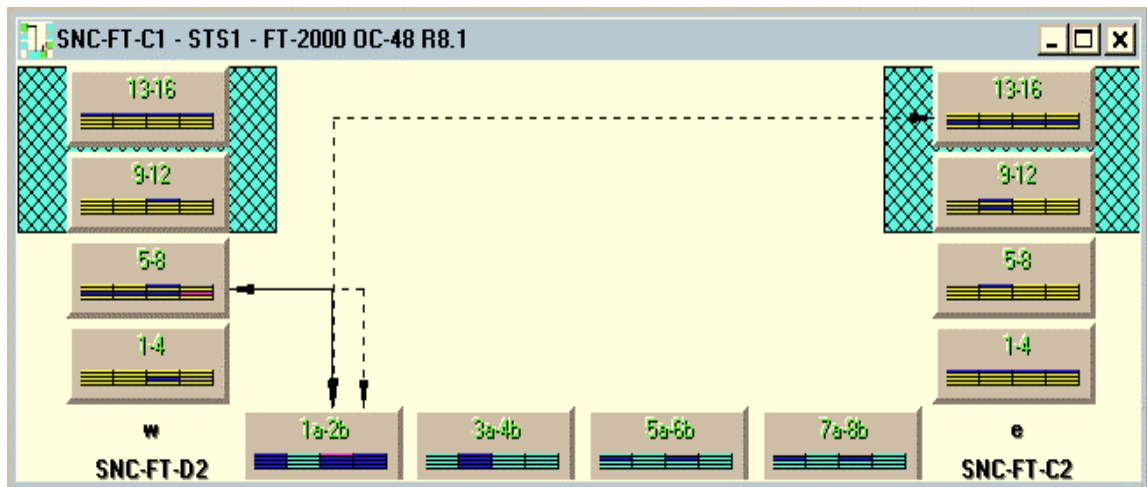 SNC-FT-C1 - STS1 - FT-2000 OC-48 R8.1
13-16
13-16
9-12
9-12
5-8
5-8
1-4
1-4
1a-2b
3a-4b
5a-6b
7a-8b
w
e
SNC-FT-D2
SNC-FT-C2